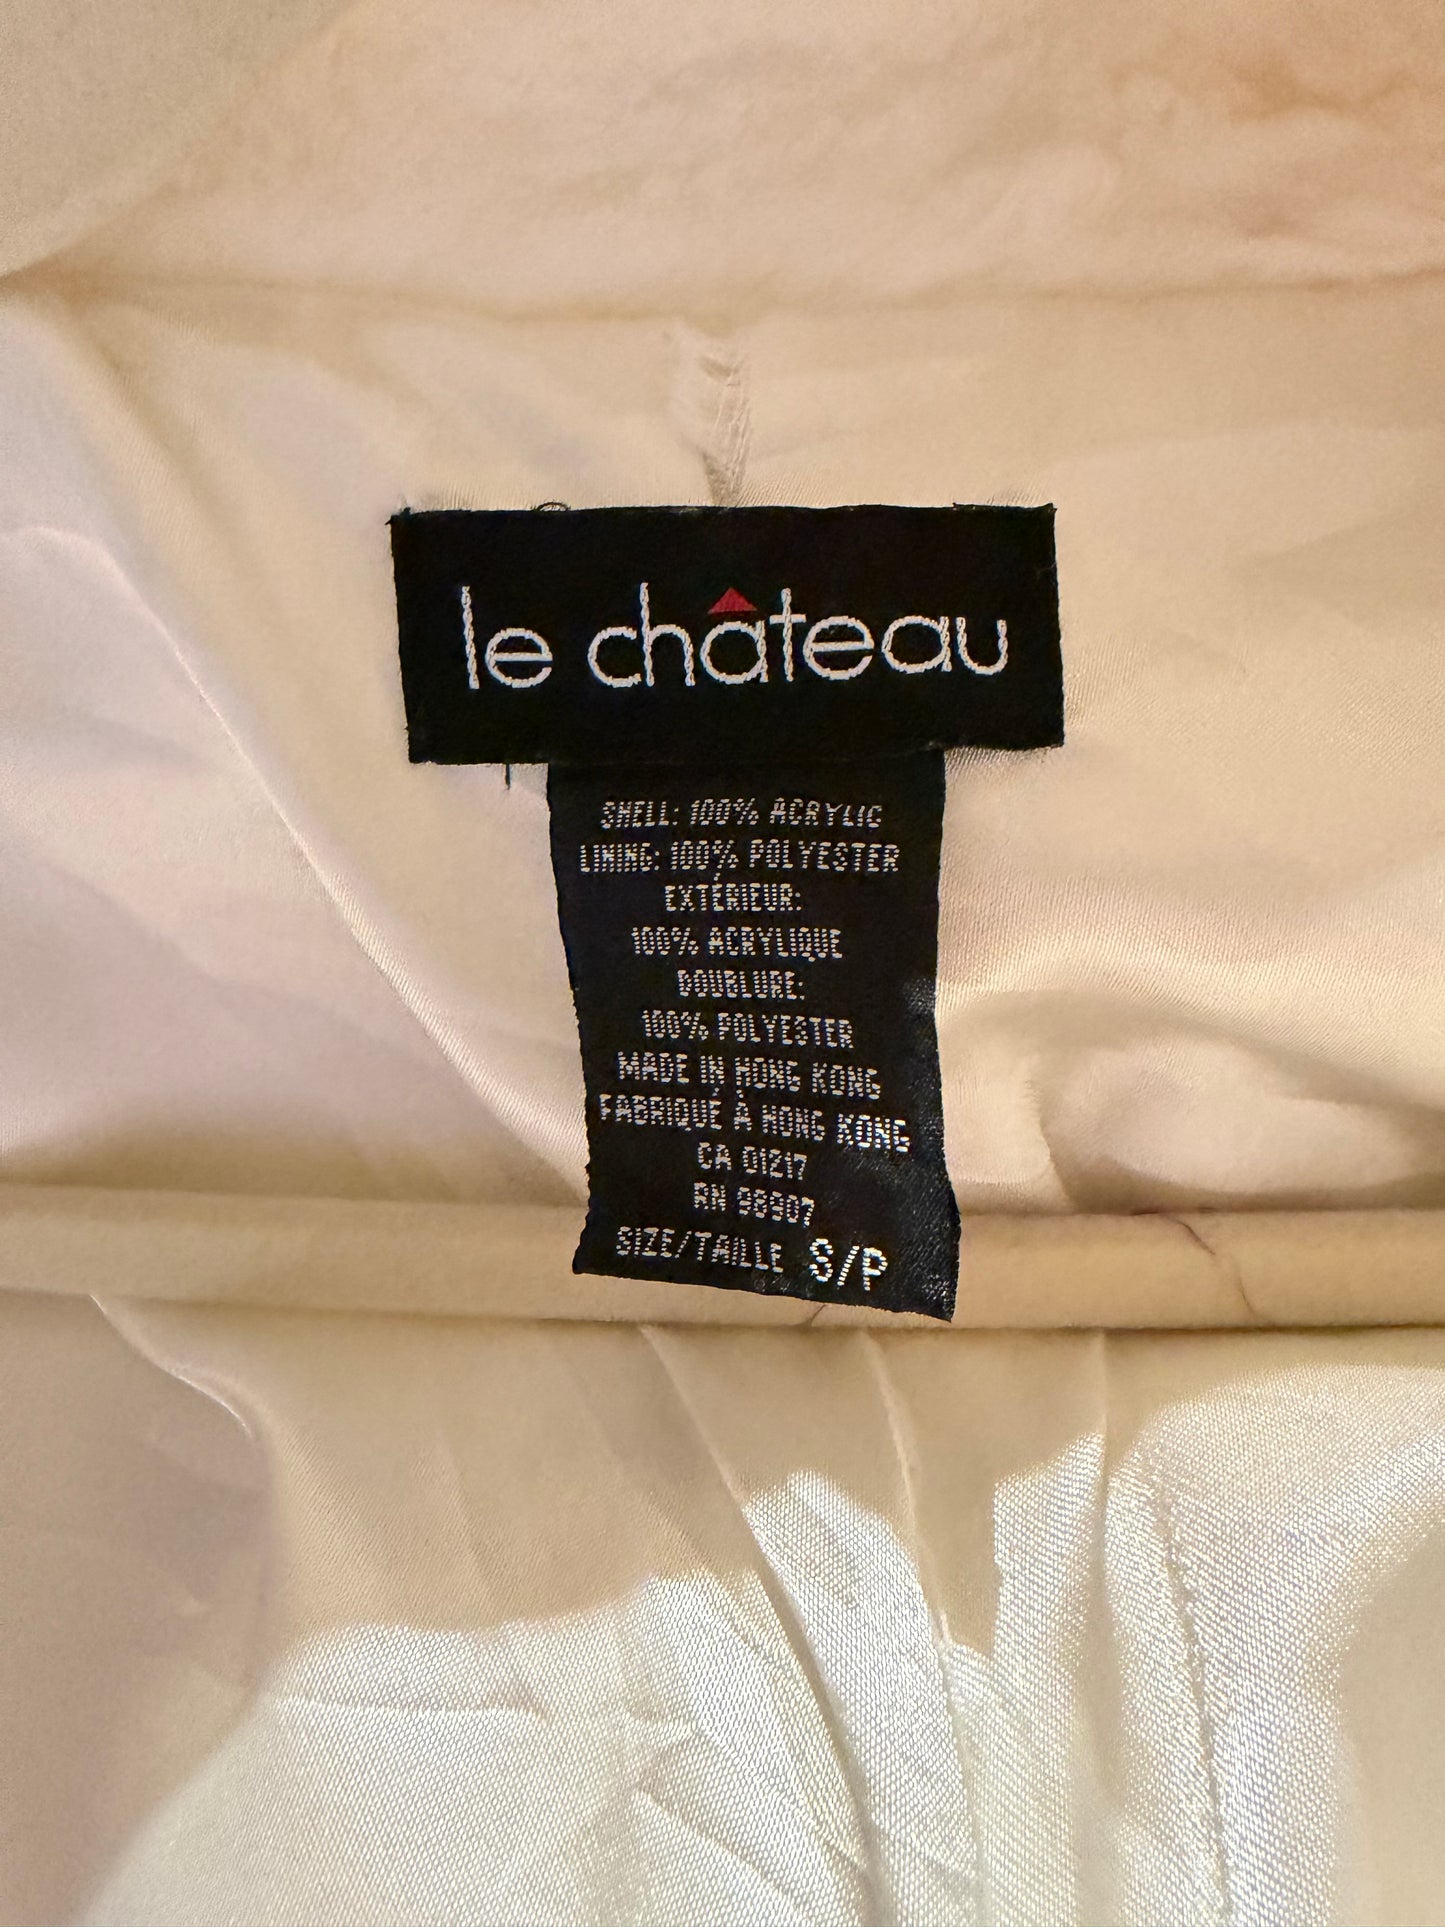 le château
SHELL: 100% ACRYLIC
LINING: 100% POLYESTER
EXTÉRIEUR:
100% ACRYLIQUE
DOUBLURE:
100% POLYESTER
MADE IN HONG KONG
FABRIQUÉ À HONG KONG
CA 01217
RN 98907
SIZE/TAILLE S/P